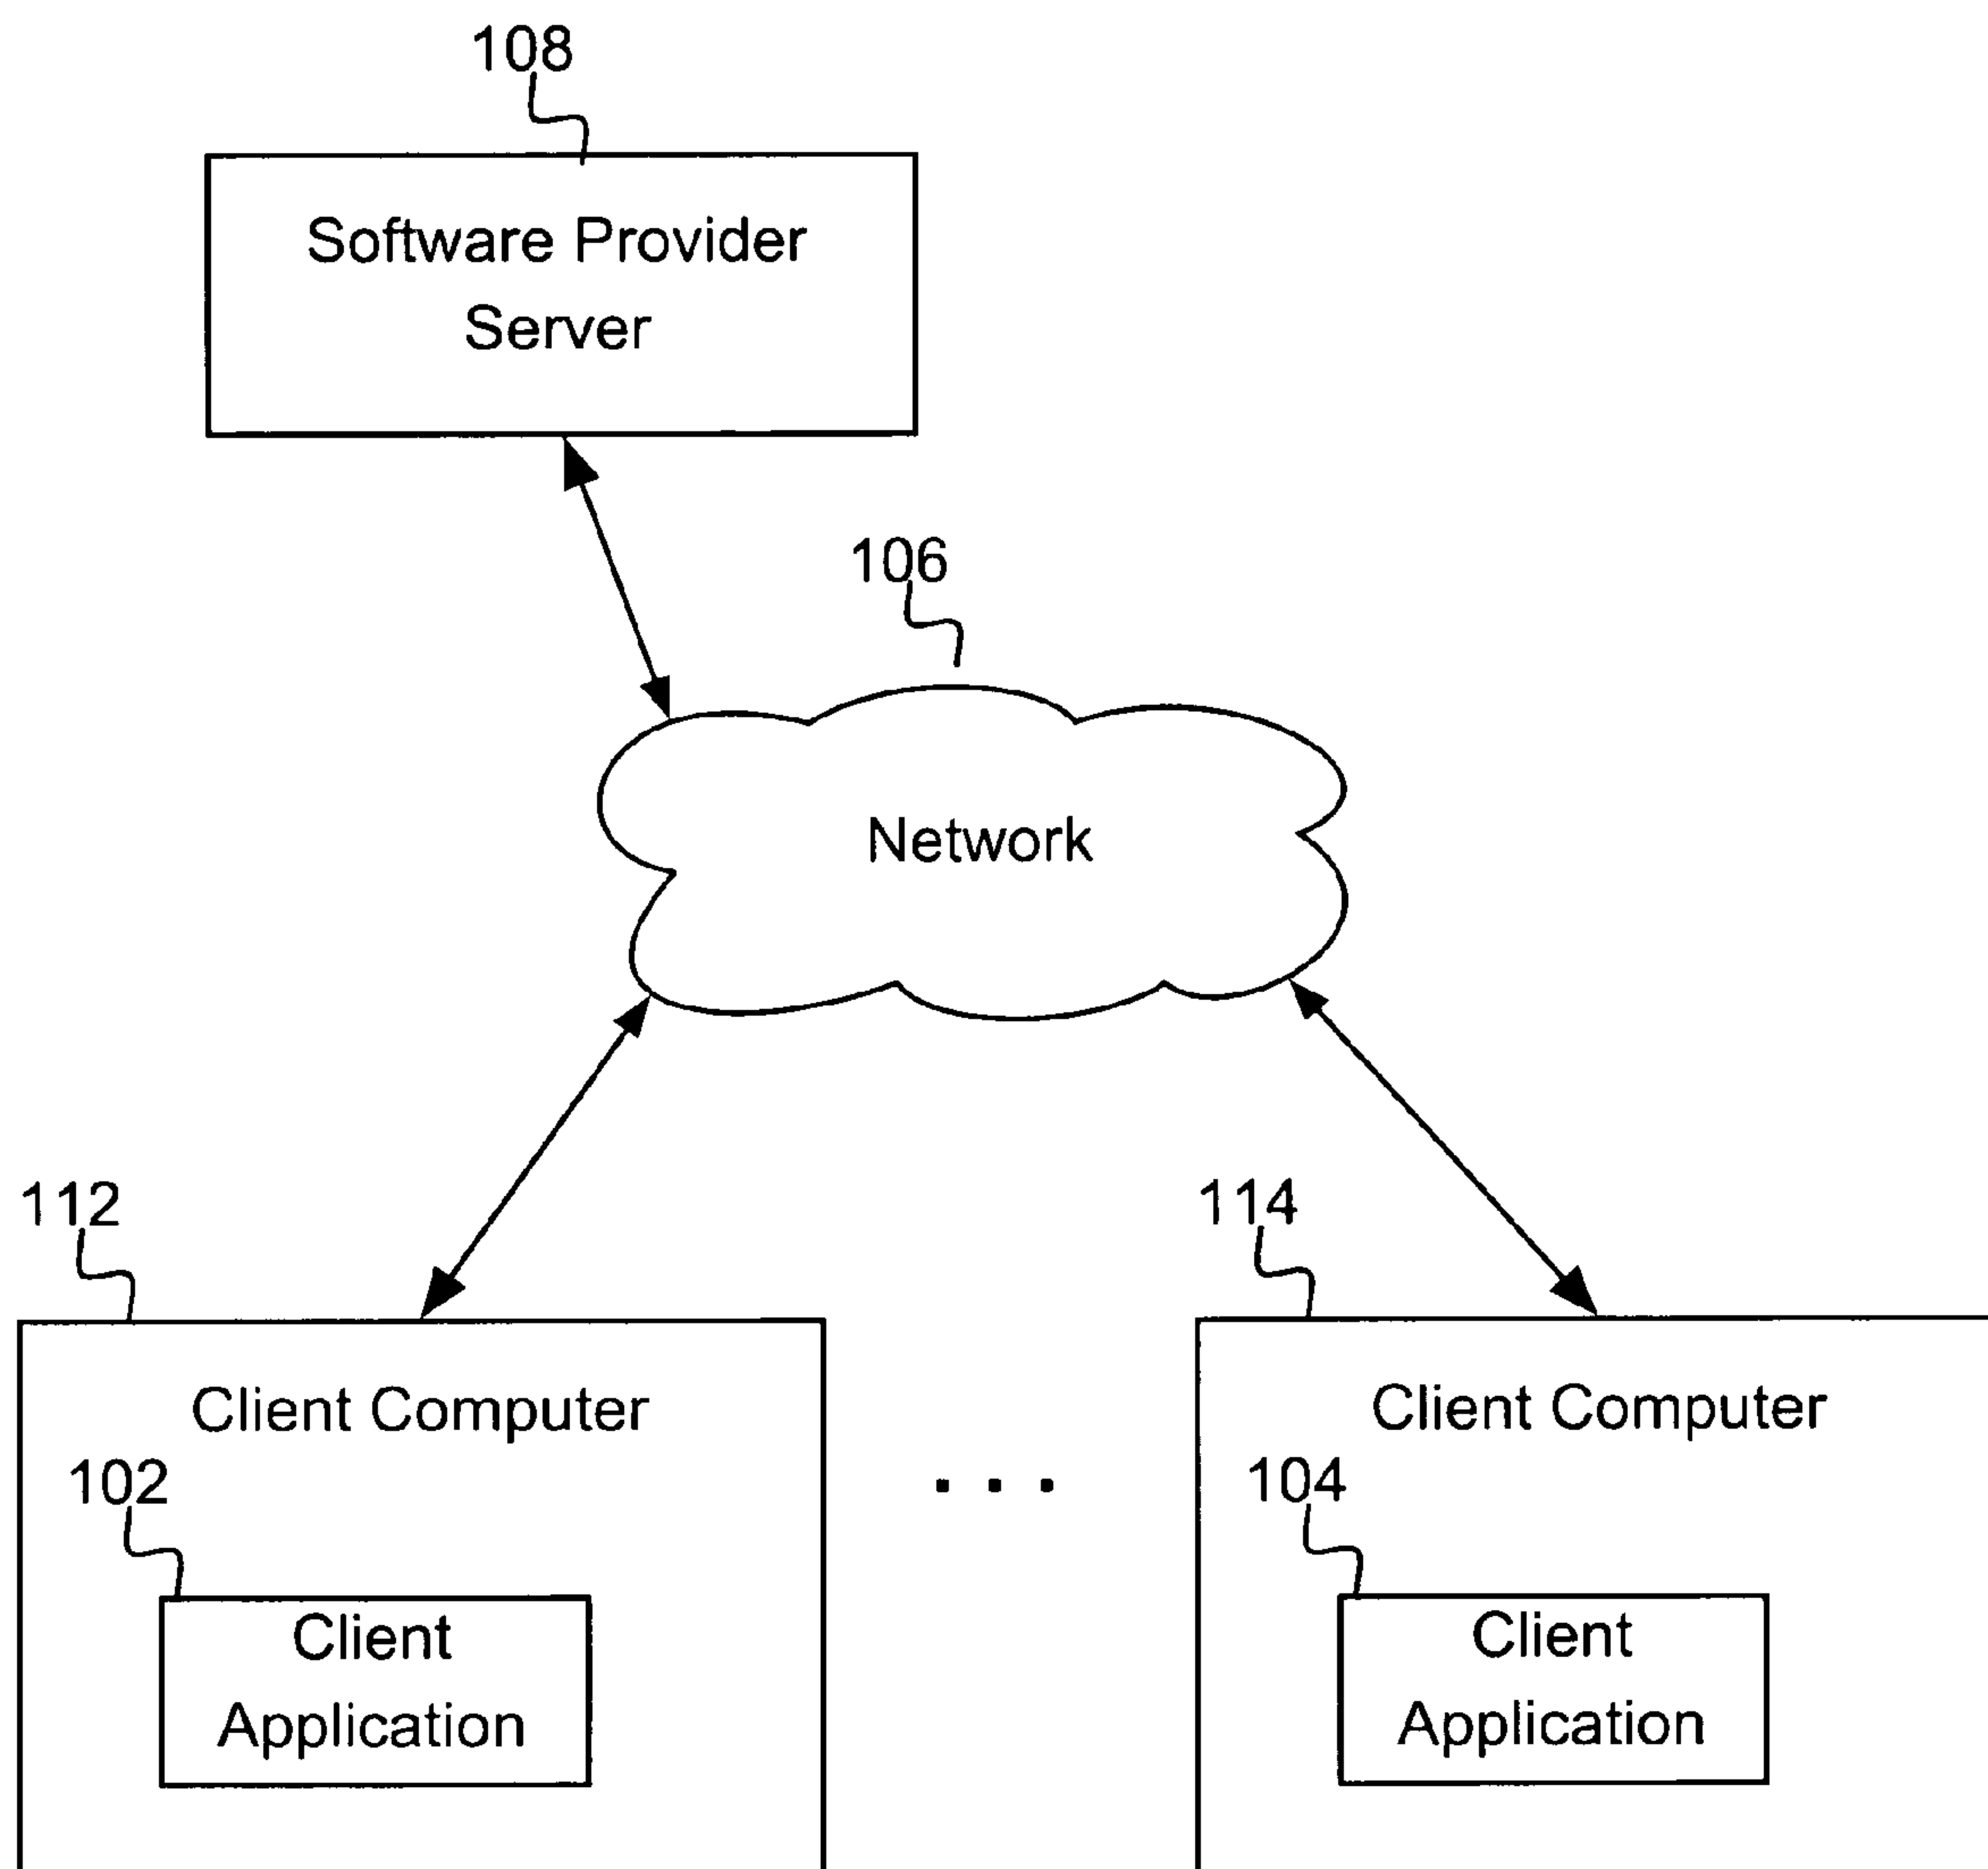 108
Software Provider
Server
106
Network
112
114
Client Computer
Client Computer
102
. . .
104
Client
Application
Client
Application